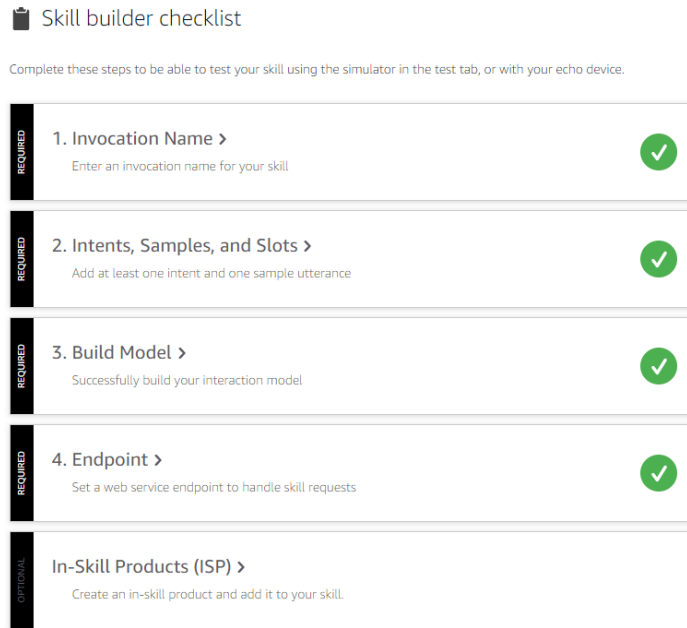 Skill builder checklist
Complete these steps to be able to test your skill using the simulator in the test tab, or with your echo device.
REQUIRED
1. Invocation Name >
Enter an invocation name for your skill
REQUIRED
2. Intents, Samples, and Slots >
Add at least one intent and one sample utterance
REQUIRED
3. Build Model >
Successfully build your interaction model
REQUIRED
4. Endpoint >
Set a web service endpoint to handle skill requests
OPTIONAL
In-Skill Products (ISP) >
Create an in-skill product and add it to your skill.